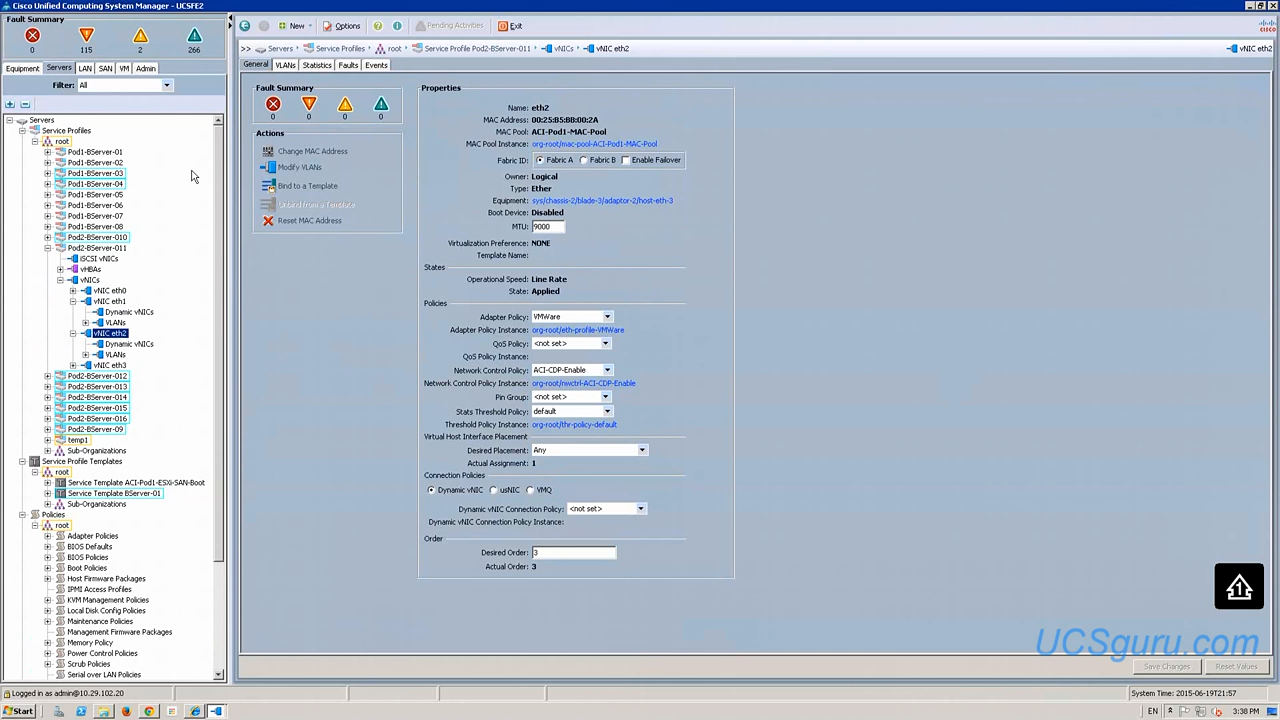 Cisco Unified Computing System Manager - UCSFE2
Fault Summary
0 115 2 266
New Options Pending Activities Exit
CISCO
>> Servers Service Profiles root Service Profile Pod2-BServer-011 vNICs vNIC eth2 vNIC eth2
Equipment Servers LAN SAN VM Admin
General VLANs Statistics Faults Events
Filter: All
Servers
Service Profiles
root
Pod1-BServer-01
Pod1-BServer-02
Pod1-BServer-03
Pod1-BServer-04
Pod1-BServer-05
Pod1-BServer-06
Pod1-BServer-07
Pod1-BServer-08
Pod2-BServer-010
Pod2-BServer-011
iSCSI vNICs
vHBAs
vNICs
vNIC eth0
vNIC eth1
Dynamic vNICs
VLANs
vNIC eth2
Dynamic vNICs
VLANs
vNIC eth3
Pod2-BServer-012
Pod2-BServer-013
Pod2-BServer-014
Pod2-BServer-015
Pod2-BServer-016
Pod2-BServer-09
temp1
Sub-Organizations
Service Profile Templates
root
Service Template ACI-Pod1-ESXi-SAN-Boot
Service Template BServer-01
Sub-Organizations
Policies
root
Adapter Policies
BIOS Defaults
BIOS Policies
Boot Policies
Host Firmware Packages
IPMI Access Profiles
KVM Management Policies
Local Disk Config Policies
Maintenance Policies
Management Firmware Packages
Memory Policy
Power Control Policies
Scrub Policies
Serial over LAN Policies
Fault Summary
0 0 0 0
Actions
Change MAC Address
Modify VLANs
Bind to a Template
Unbind from a Template
Reset MAC Address
Properties
Name: eth2
MAC Address: 00:25:B5:BB:00:2A
MAC Pool: ACI-Pod1-MAC-Pool
MAC Pool Instance: org-root/mac-pool-ACI-Pod1-MAC-Pool
Fabric ID: Fabric A Fabric B Enable Failover
Owner: Logical
Type: Ether
Equipment: sys/chassis-2/blade-3/adaptor-2/host-eth-3
Boot Device: Disabled
MTU: 9000
Virtualization Preference: NONE
Template Name:
States
Operational Speed: Line Rate
State: Applied
Policies
Adapter Policy: VMWare
Adapter Policy Instance: org-root/eth-profile-VMWare
QoS Policy: <not set>
QoS Policy Instance:
Network Control Policy: ACI-CDP-Enable
Network Control Policy Instance: org-root/nwctrl-ACI-CDP-Enable
Pin Group: <not set>
Stats Threshold Policy: default
Threshold Policy Instance: org-root/thr-policy-default
Virtual Host Interface Placement
Desired Placement: Any
Actual Assignment: 1
Connection Policies
Dynamic vNIC usNIC VMQ
Dynamic vNIC Connection Policy: <not set>
Dynamic vNIC Connection Policy Instance:
Order
Desired Order: 3
Actual Order: 3
1
UCSguru.com
Save Changes Reset Values
Logged in as admin@10.29.102.20
System Time: 2015-06-19T21:57
Start
EN 3:38 PM